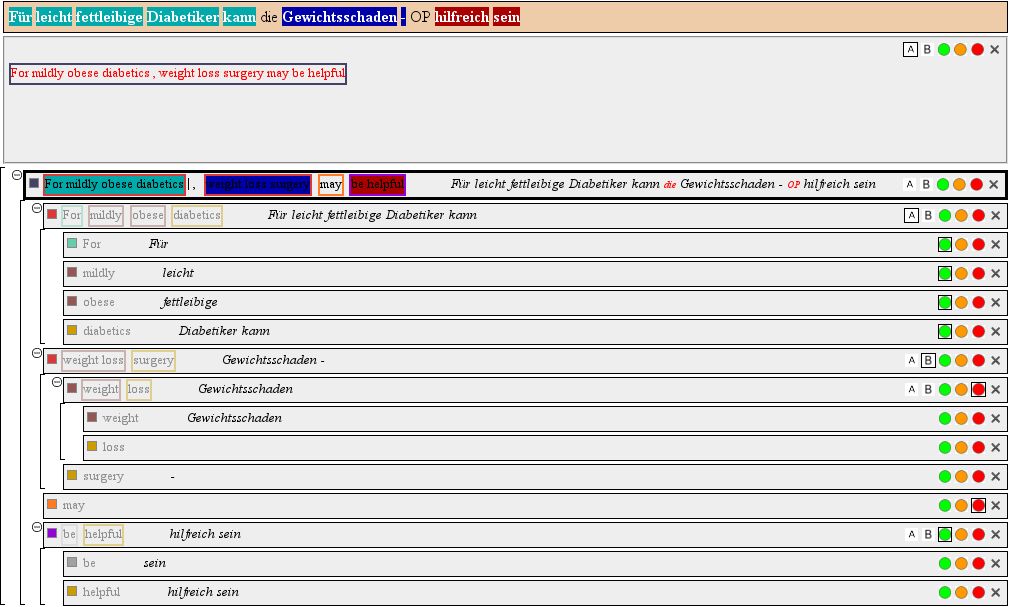 Für leicht fettleibige Diabetiker kann die Gewichtsschaden - OP hilfreich sein
A B
For mildly obese diabetics , weight loss surgery may be helpful
For mildly obese diabetics , weight loss surgery may be helpful Für leicht fettleibige Diabetiker kann die Gewichtsschaden - OP hilfreich sein A B
For mildly obese diabetics Für leicht fettleibige Diabetiker kann A B
For Für
mildly leicht
obese fettleibige
diabetics Diabetiker kann
weight loss surgery Gewichtsschaden - A B
weight loss Gewichtsschaden A B
weight Gewichtsschaden
loss
surgery -
may
be helpful hilfreich sein A B
be sein
helpful hilfreich sein